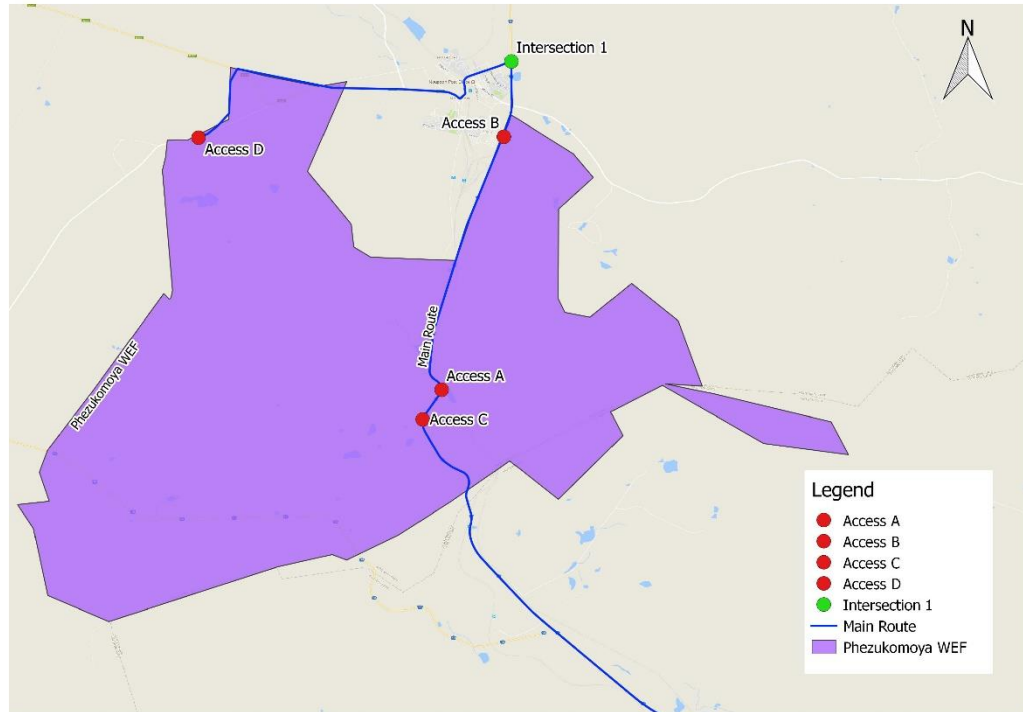 N
Intersection 1
Access B
Access D
Main Route
Phezukomoya WEF
Access A
Access C
Legend
Access A
Access B
Access C
Access D
Intersection 1
Main Route
Phezukomoya WEF